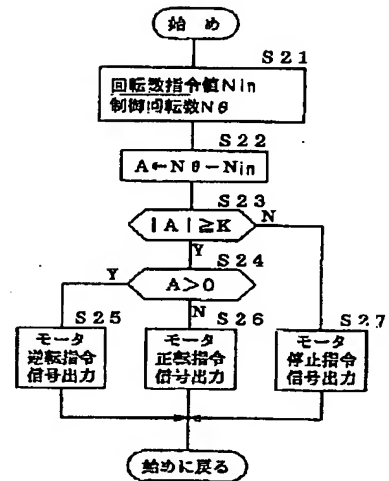 始め
S21
回転数指令値Nin
制御回転数Nθ
S22
A←Nθ−Nin
S23
|A|≧K
N
Y
S24
Y
A>0
N
S25
S26
S27
モータ
逆転指令
信号出力
モータ
正転指令
信号出力
モータ
停止指令
信号出力
始めに戻る